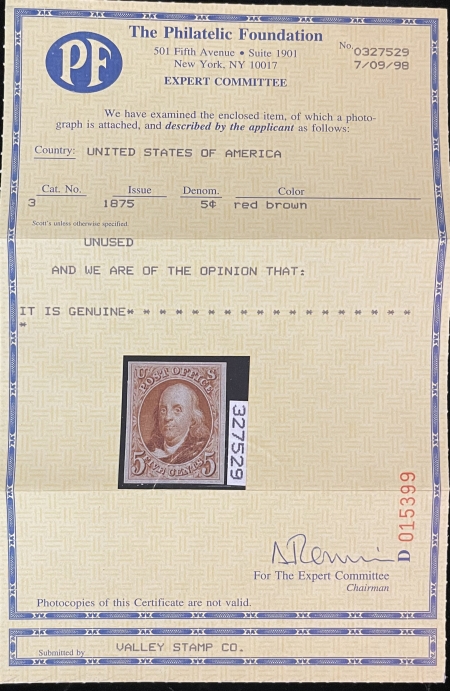 PF
The Philatelic Foundation
501 Fifth Avenue • Suite 1901
New York, NY 10017
EXPERT COMMITTEE
No. 0327529
7/09/98
We have examined the enclosed item, of which a photo-
graph is attached, and described by the applicant as follows:
Country: UNITED STATES OF AMERICA
Cat. No. Issue Denom. Color
3 1875 5¢ red brown
Scott's unless otherwise specified
UNUSED
AND WE ARE OF THE OPINION THAT:
IT IS GENUINE* * * * * * * * * * * * * * * * * *
*
U S
POST OFFICE
5 FIVE CENTS 5
327529
D 015399
For The Expert Committee
Chairman
Photocopies of this Certificate are not valid.
Submitted by VALLEY STAMP CO.